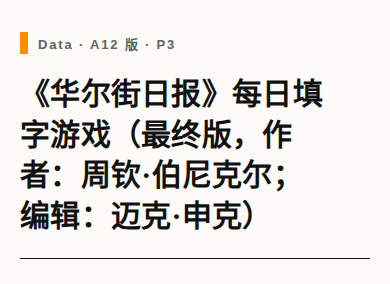 Data · A12 版 · P3
《华尔街日报》每日填
字游戏（最终版，作
者：周钦·伯尼克尔；
编辑：迈克·申克）